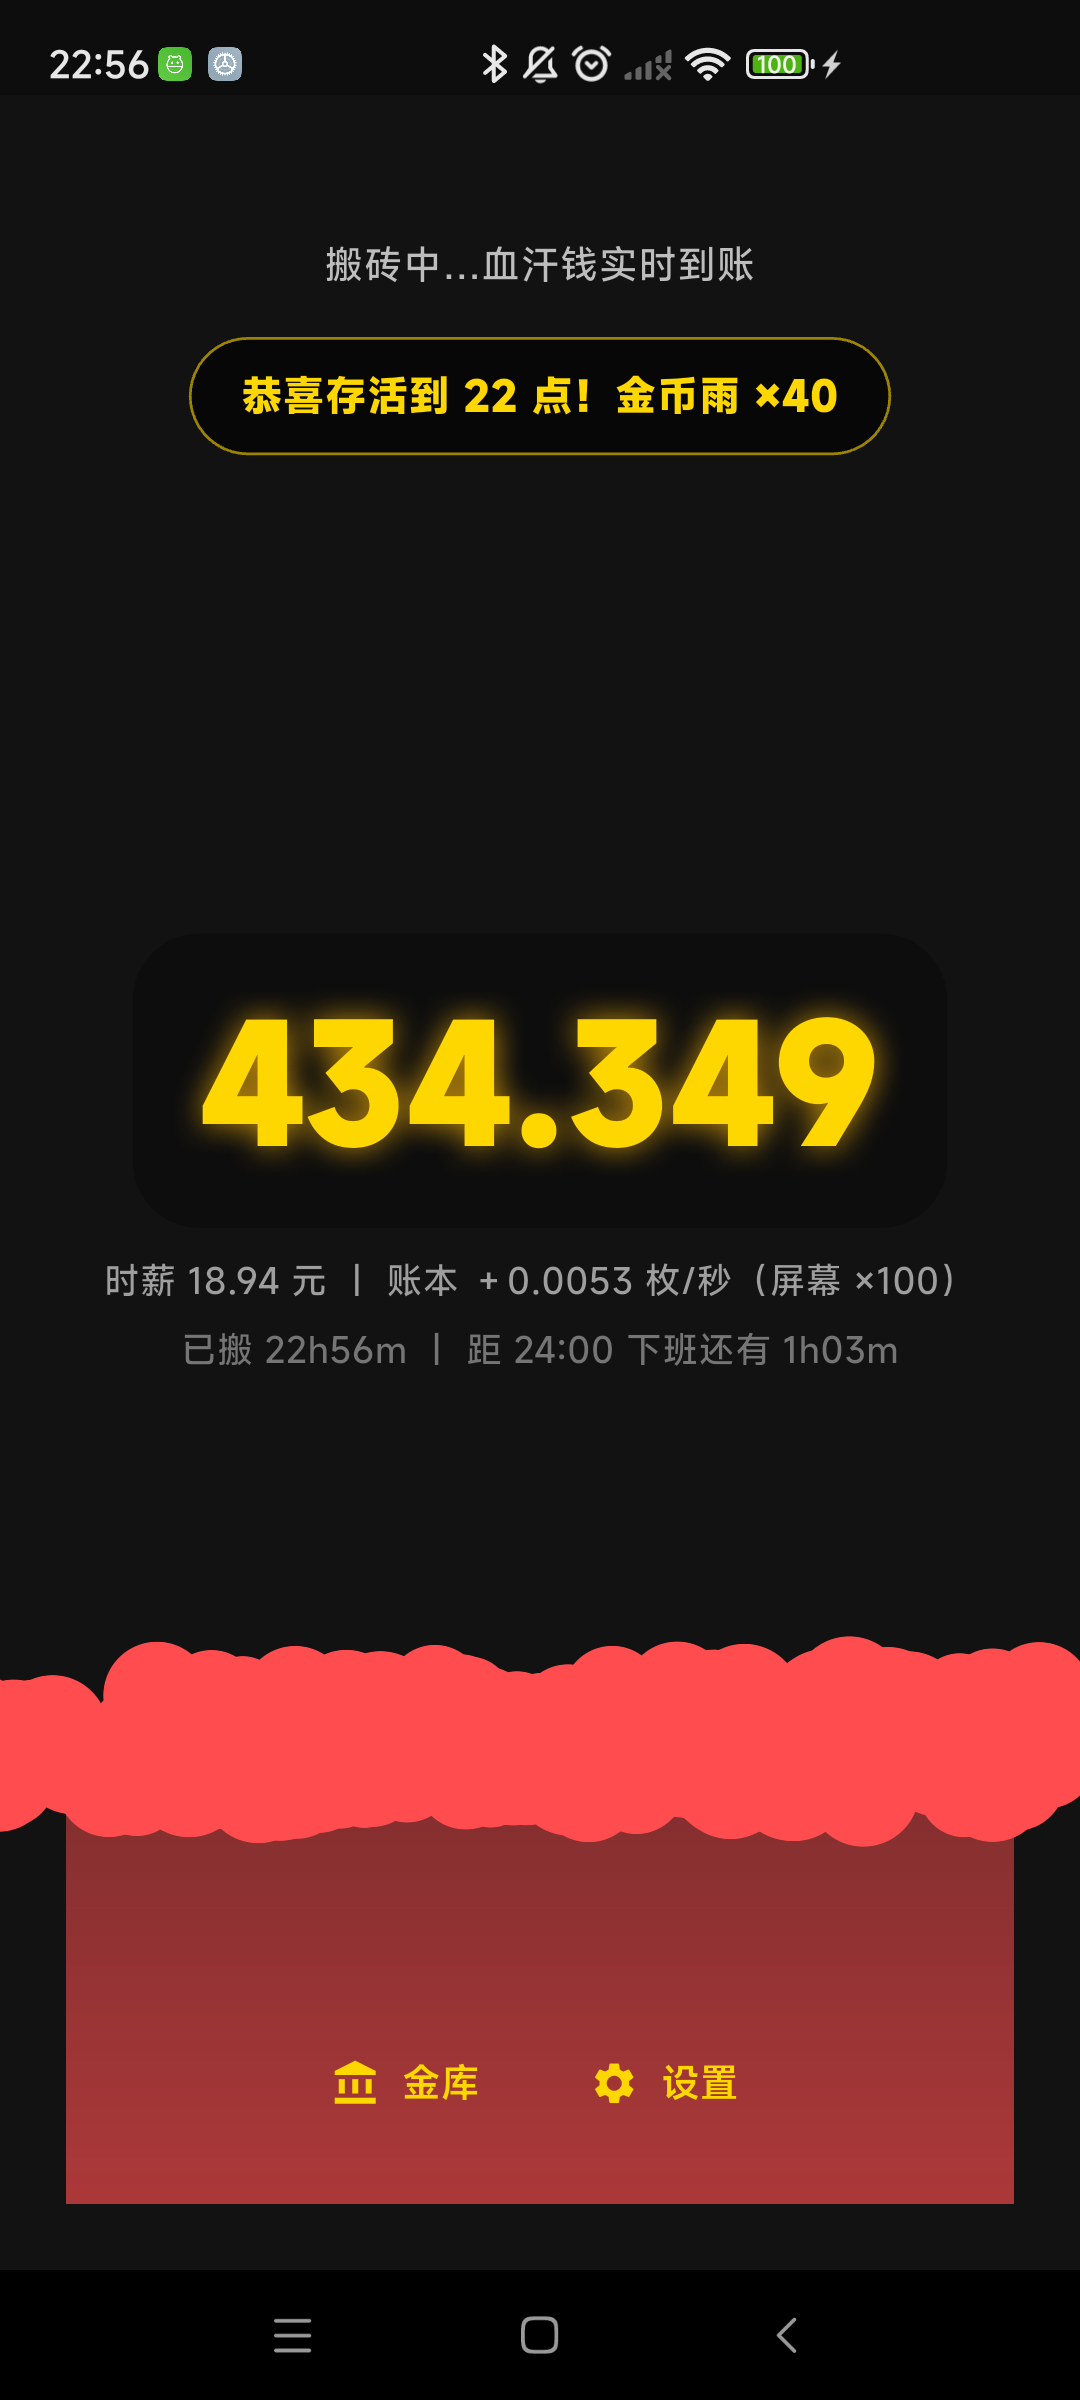 22:56 100
搬砖中...血汗钱实时到账
恭喜存活到 22 点！金币雨 ×40
434.349
时薪 18.94 元 | 账本 +0.0053 枚/秒（屏幕 ×100）
已搬 22h56m | 距 24:00 下班还有 1h03m
金库 设置